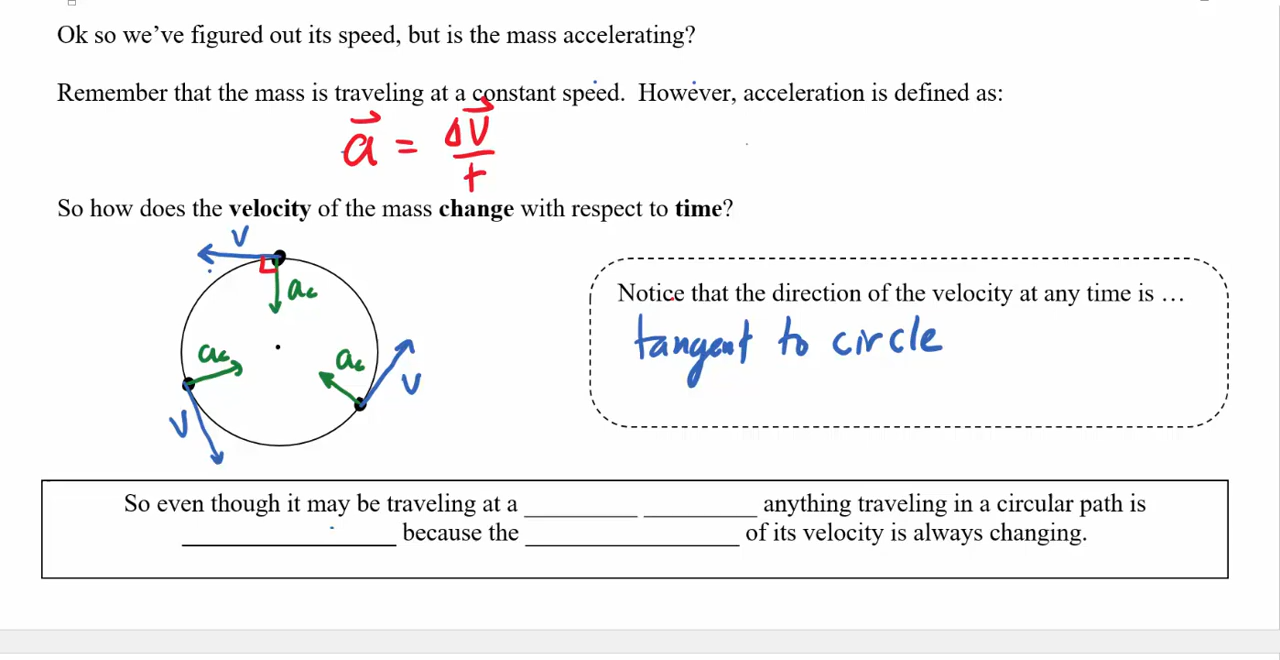 Ok so we've figured out its speed, but is the mass accelerating?
Remember that the mass is traveling at a constant speed. However, acceleration is defined as:
a = ΔV / t
So how does the velocity of the mass change with respect to time?
V
ac
Notice that the direction of the velocity at any time is …
tangent to circle
ac
ac
V
V
So even though it may be traveling at a _________ _________ anything traveling in a circular path is
_________________ because the _________________ of its velocity is always changing.